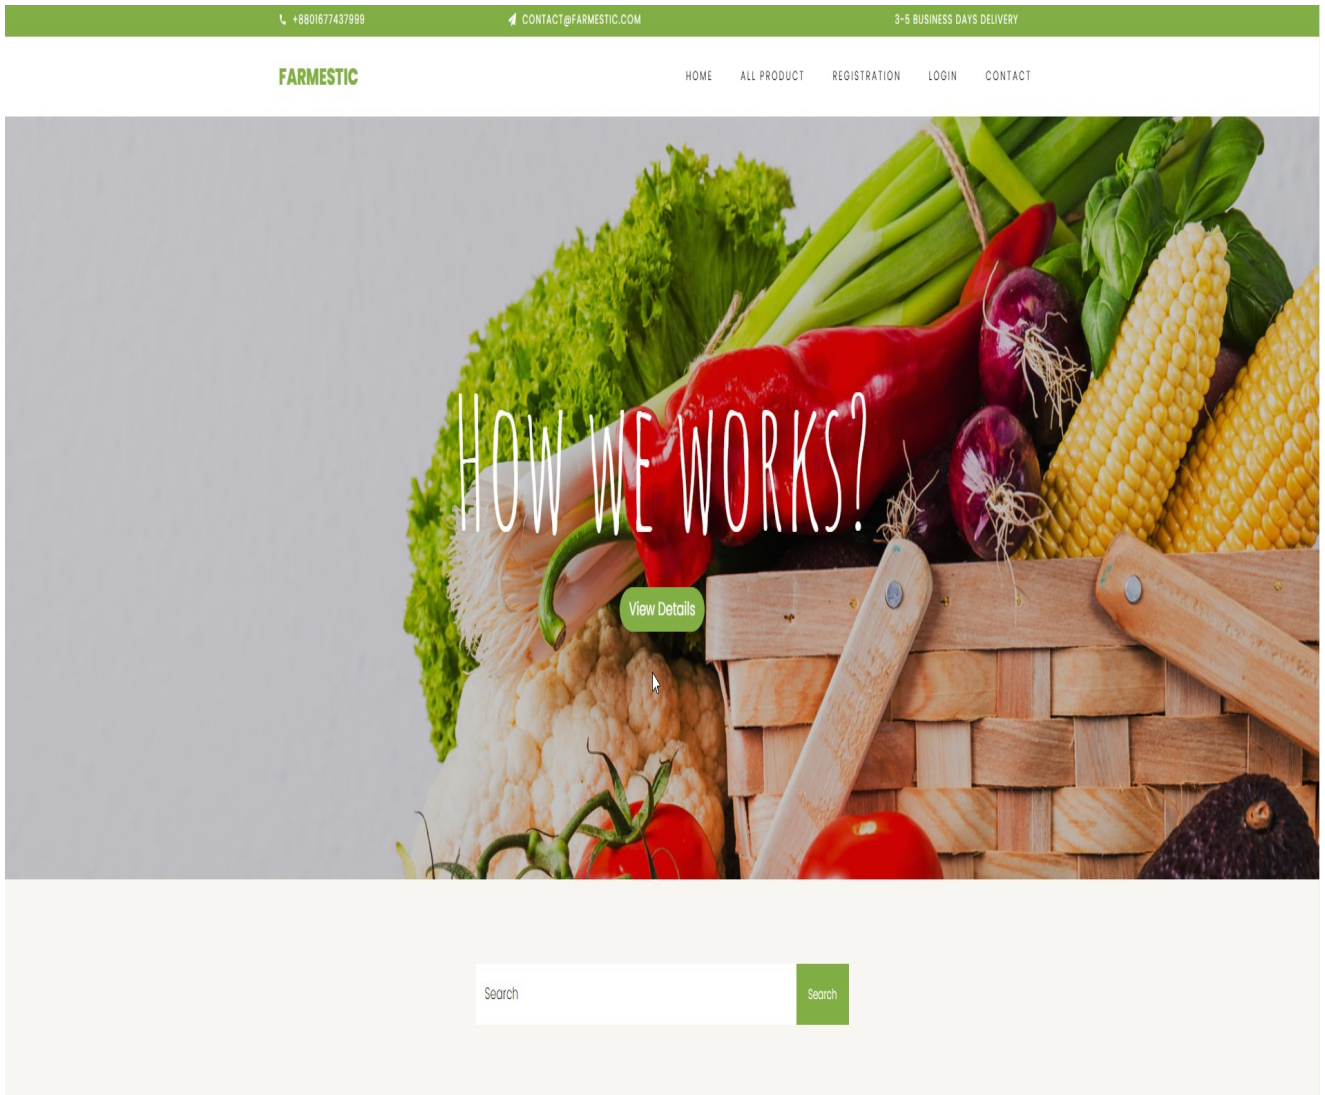 +8801677437999
CONTACT@FARMESTIC.COM
3-5 BUSINESS DAYS DELIVERY
FARMESTIC
HOME
ALL PRODUCT
REGISTRATION
LOGIN
CONTACT
HOW WE WORKS?
View Details
Search
Search